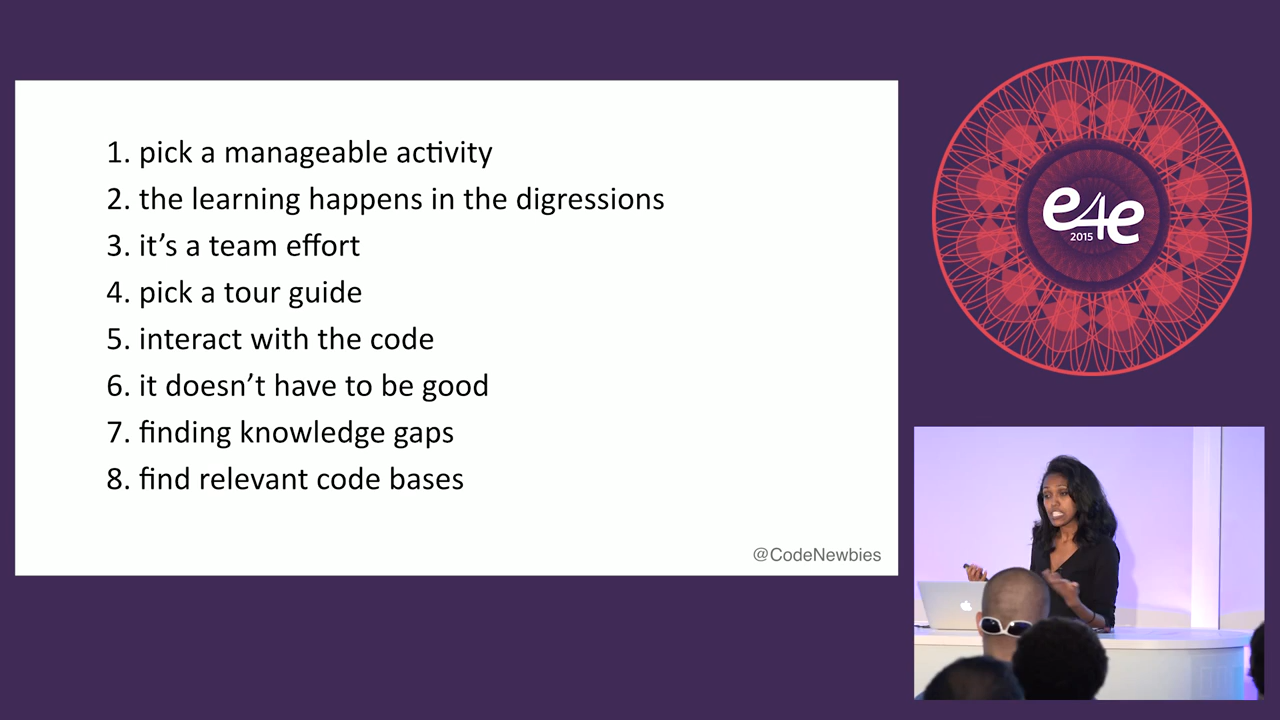 1. pick a manageable activity
2. the learning happens in the digressions
3. it’s a team effort
4. pick a tour guide
5. interact with the code
6. it doesn’t have to be good
7. finding knowledge gaps
8. find relevant code bases
@CodeNewbies
e4e
2015